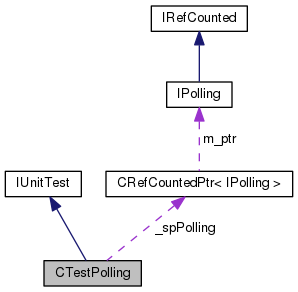 IRefCounted
IPolling
m_ptr
IUnitTest
CRefCountedPtr< IPolling >
_spPolling
CTestPolling